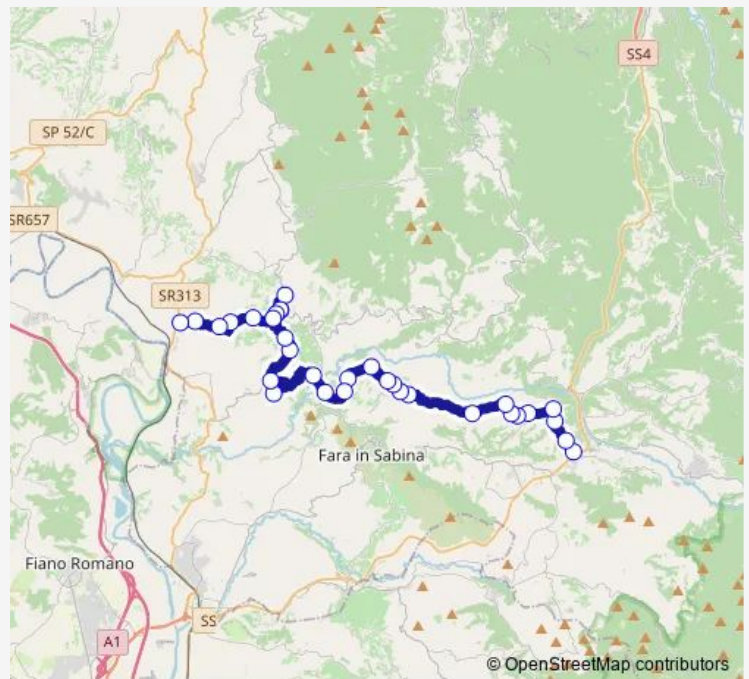 SS4
SP 52/C
SR657
SR313
Fara in Sabina
Fiano Romano
SS
A1
© OpenStreetMap contributors